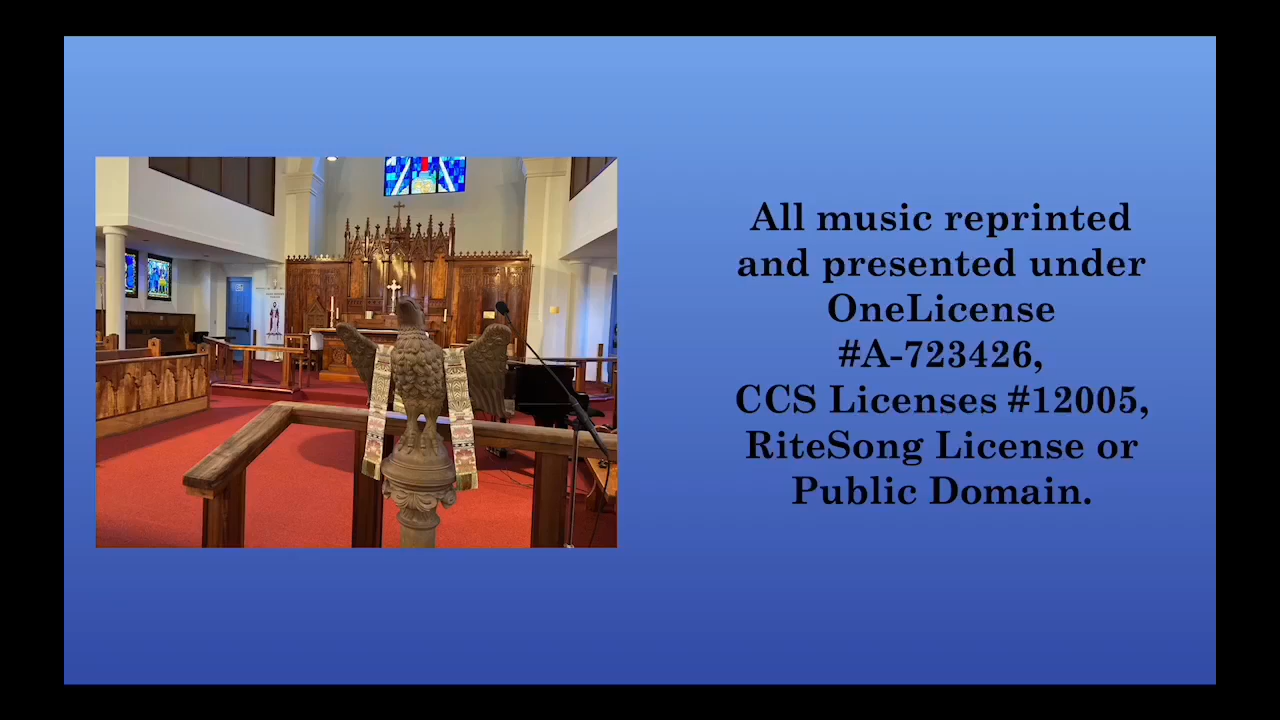 All music reprinted
and presented under
OneLicense
#A-723426,
CCS Licenses #12005,
RiteSong License or
Public Domain.